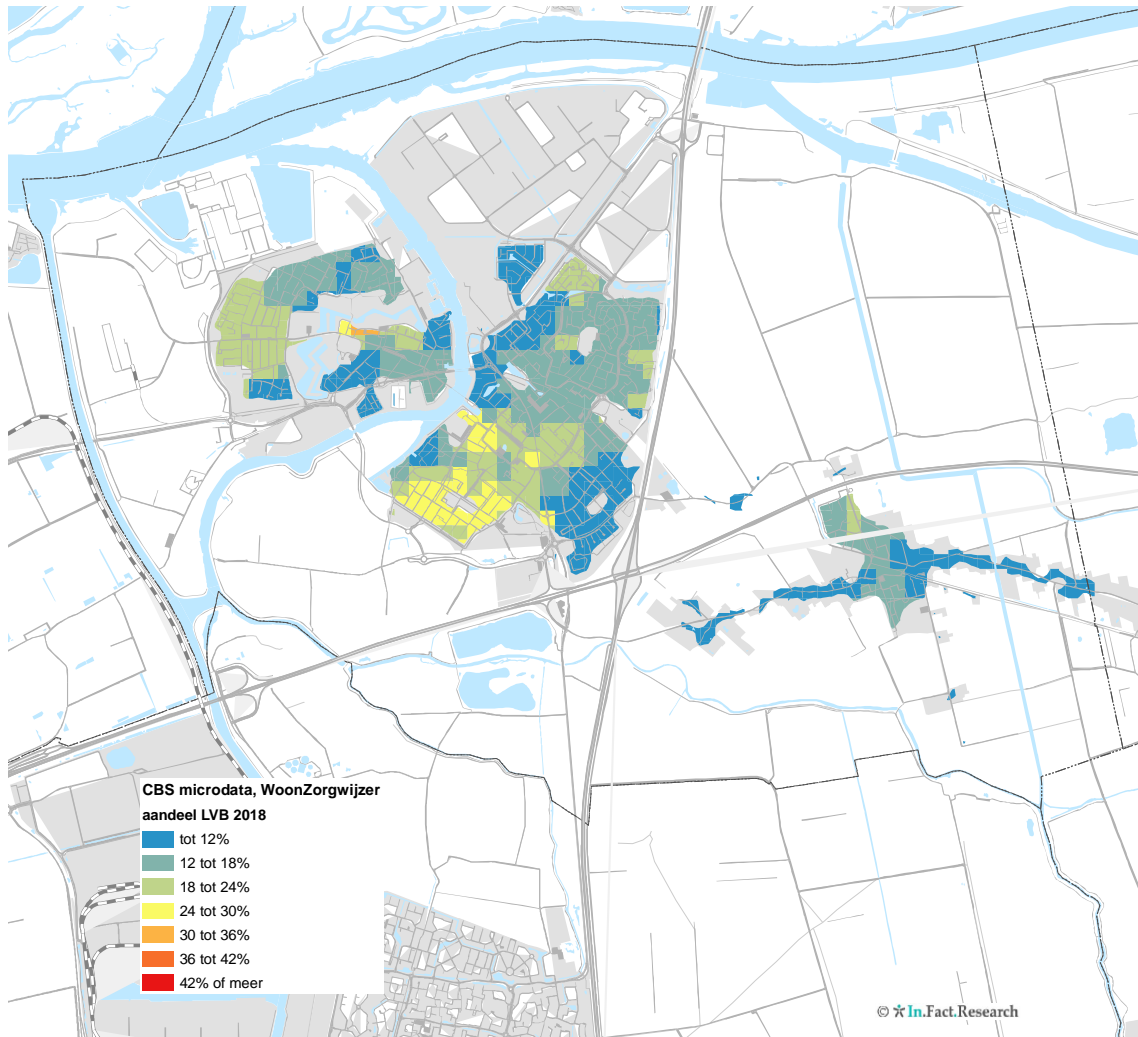 CBS microdata, WoonZorgwijzer
aandeel LVB 2018
tot 12%
12 tot 18%
18 tot 24%
24 tot 30%
30 tot 36%
36 tot 42%
42% of meer
© In.Fact.Research